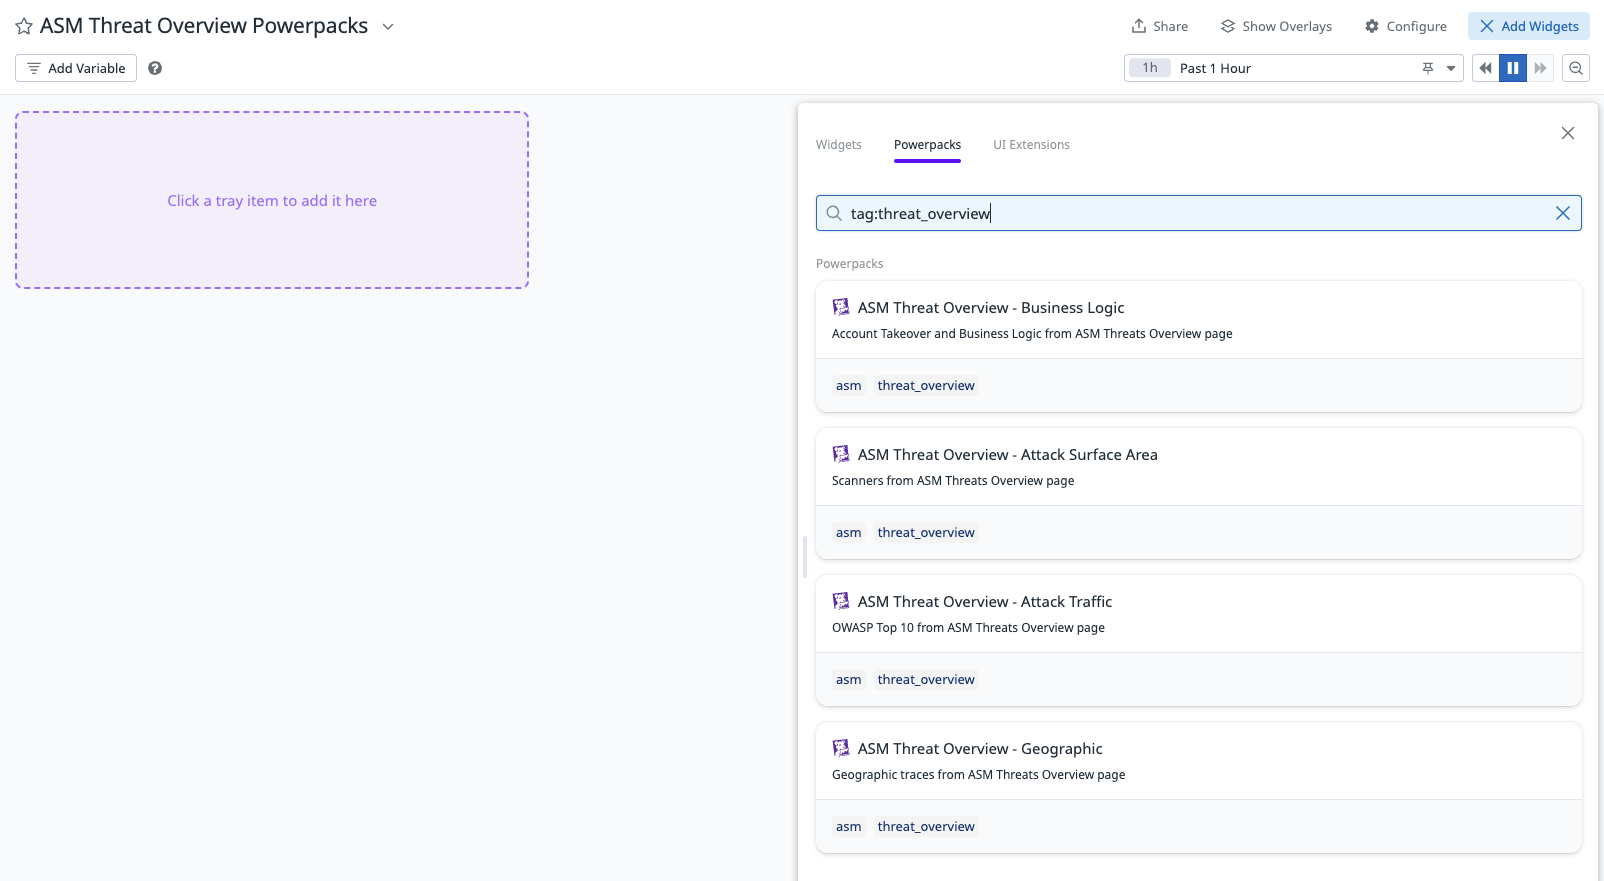 ASM Threat Overview Powerpacks
Share
Show Overlays
Configure
Add Widgets
Add Variable
1h
Past 1 Hour
Click a tray item to add it here
Widgets
Powerpacks
UI Extensions
tag:threat_overview
Powerpacks
ASM Threat Overview - Business Logic
Account Takeover and Business Logic from ASM Threats Overview page
asm threat_overview
ASM Threat Overview - Attack Surface Area
Scanners from ASM Threats Overview page
asm threat_overview
ASM Threat Overview - Attack Traffic
OWASP Top 10 from ASM Threats Overview page
asm threat_overview
ASM Threat Overview - Geographic
Geographic traces from ASM Threats Overview page
asm threat_overview